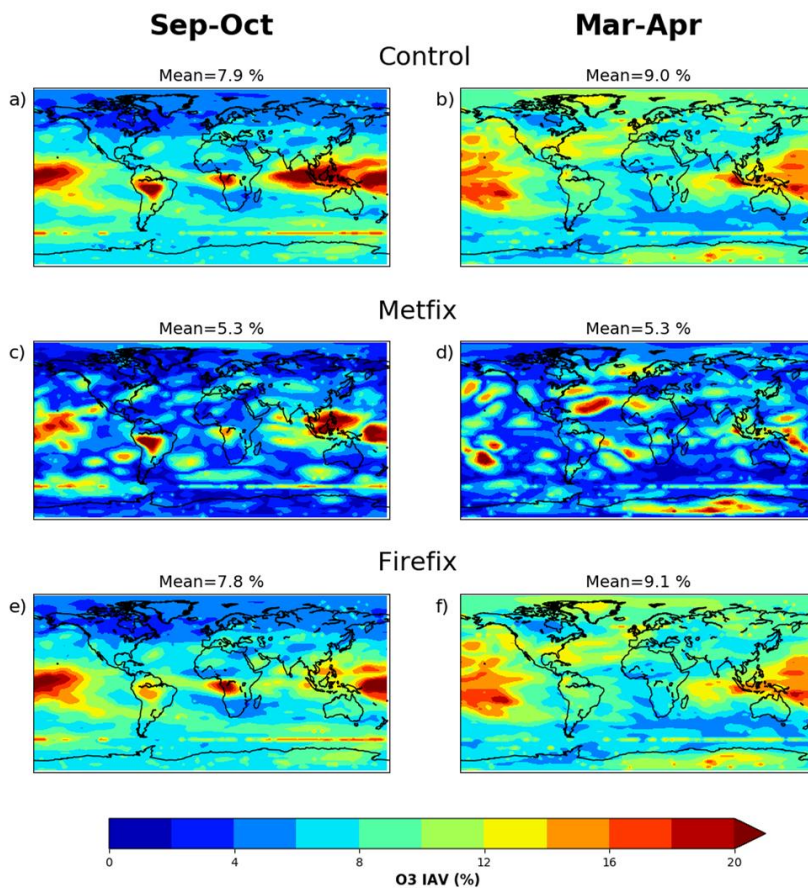 Sep-Oct
Mar-Apr
Control
Mean=7.9 %
Mean=9.0 %
a)
b)
Metfix
Mean=5.3 %
Mean=5.3 %
c)
d)
Firefix
Mean=7.8 %
Mean=9.1 %
e)
f)
0 4 8 12 16 20
O3 IAV (%)